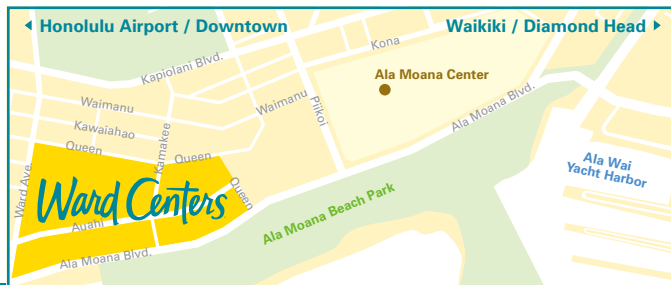 Honolulu Airport / Downtown
Waikiki / Diamond Head
Kona
Kapiolani Blvd.
Ala Moana Center
Waimanu
Waimanu
Piikoi
Ala Moana Blvd.
Kawaiahao
Kamakee
Queen
Queen
Ala Wai
Yacht Harbor
Ward Ave.
Ward Centers
Queen
Ala Moana Beach Park
Auahi
Ala Moana Blvd.